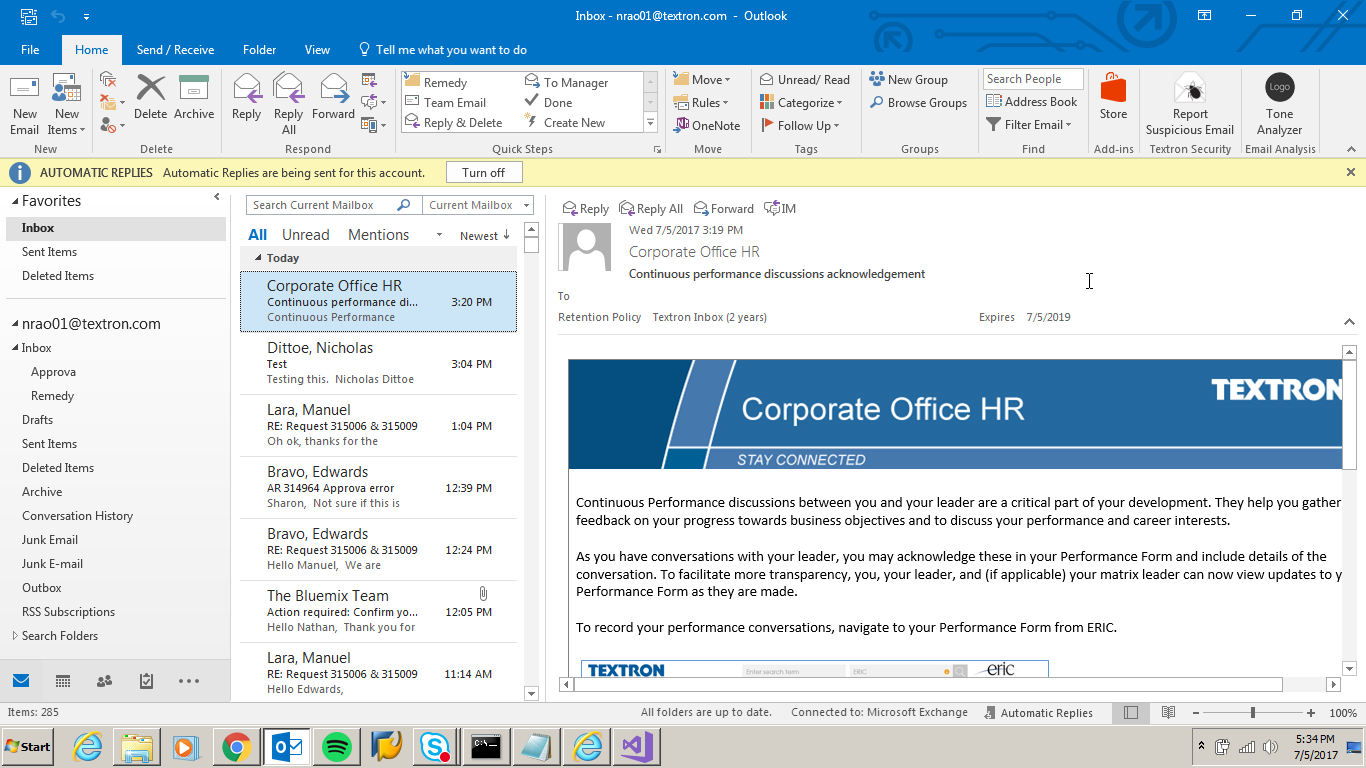 Inbox - nrao01@textron.com - Outlook
File Home Send / Receive Folder View Tell me what you want to do
New Email
New Items
Delete
Archive
Reply
Reply All
Forward
Remedy
To Manager
Team Email
Done
Reply & Delete
Create New
Move
Rules
OneNote
Unread/ Read
Categorize
Follow Up
New Group
Browse Groups
Search People
Address Book
Filter Email
Store
Report Suspicious Email
Logo
Tone Analyzer
New Delete Respond Quick Steps Move Tags Groups Find Add-ins Textron Security Email Analysis
AUTOMATIC REPLIES Automatic Replies are being sent for this account. Turn off
Favorites
Inbox
Sent Items
Deleted Items
nrao01@textron.com
Inbox
Approva
Remedy
Drafts
Sent Items
Deleted Items
Archive
Conversation History
Junk Email
Junk E-mail
Outbox
RSS Subscriptions
Search Folders
Search Current Mailbox Current Mailbox
All Unread Mentions Newest
Today
Corporate Office HR
Continuous performance di... 3:20 PM
Continuous Performance
Dittoe, Nicholas
Test 3:04 PM
Testing this. Nicholas Dittoe
Lara, Manuel
RE: Request 315006 & 315009 1:04 PM
Oh ok, thanks for the
Bravo, Edwards
AR 314964 Approva error 12:39 PM
Sharon, Not sure if this is
Bravo, Edwards
RE: Request 315006 & 315009 12:24 PM
Hello Manuel, We are
The Bluemix Team
Action required: Confirm yo... 12:05 PM
Hello Nathan, Thank you for
Lara, Manuel
RE: Request 315006 & 315009 11:14 AM
Hello Edwards,
Reply Reply All Forward IM
Wed 7/5/2017 3:19 PM
Corporate Office HR
Continuous performance discussions acknowledgement
To
Retention Policy Textron Inbox (2 years) Expires 7/5/2019
TEXTRON
Corporate Office HR
STAY CONNECTED
Continuous Performance discussions between you and your leader are a critical part of your development. They help you gather
feedback on your progress towards business objectives and to discuss your performance and career interests.
As you have conversations with your leader, you may acknowledge these in your Performance Form and include details of the
conversation. To facilitate more transparency, you, your leader, and (if applicable) your matrix leader can now view updates to y
Performance Form as they are made.
To record your performance conversations, navigate to your Performance Form from ERIC.
TEXTRON Enter search term ERIC eric
Items: 285 All folders are up to date. Connected to: Microsoft Exchange Automatic Replies 100%
Start
5:34 PM
7/5/2017